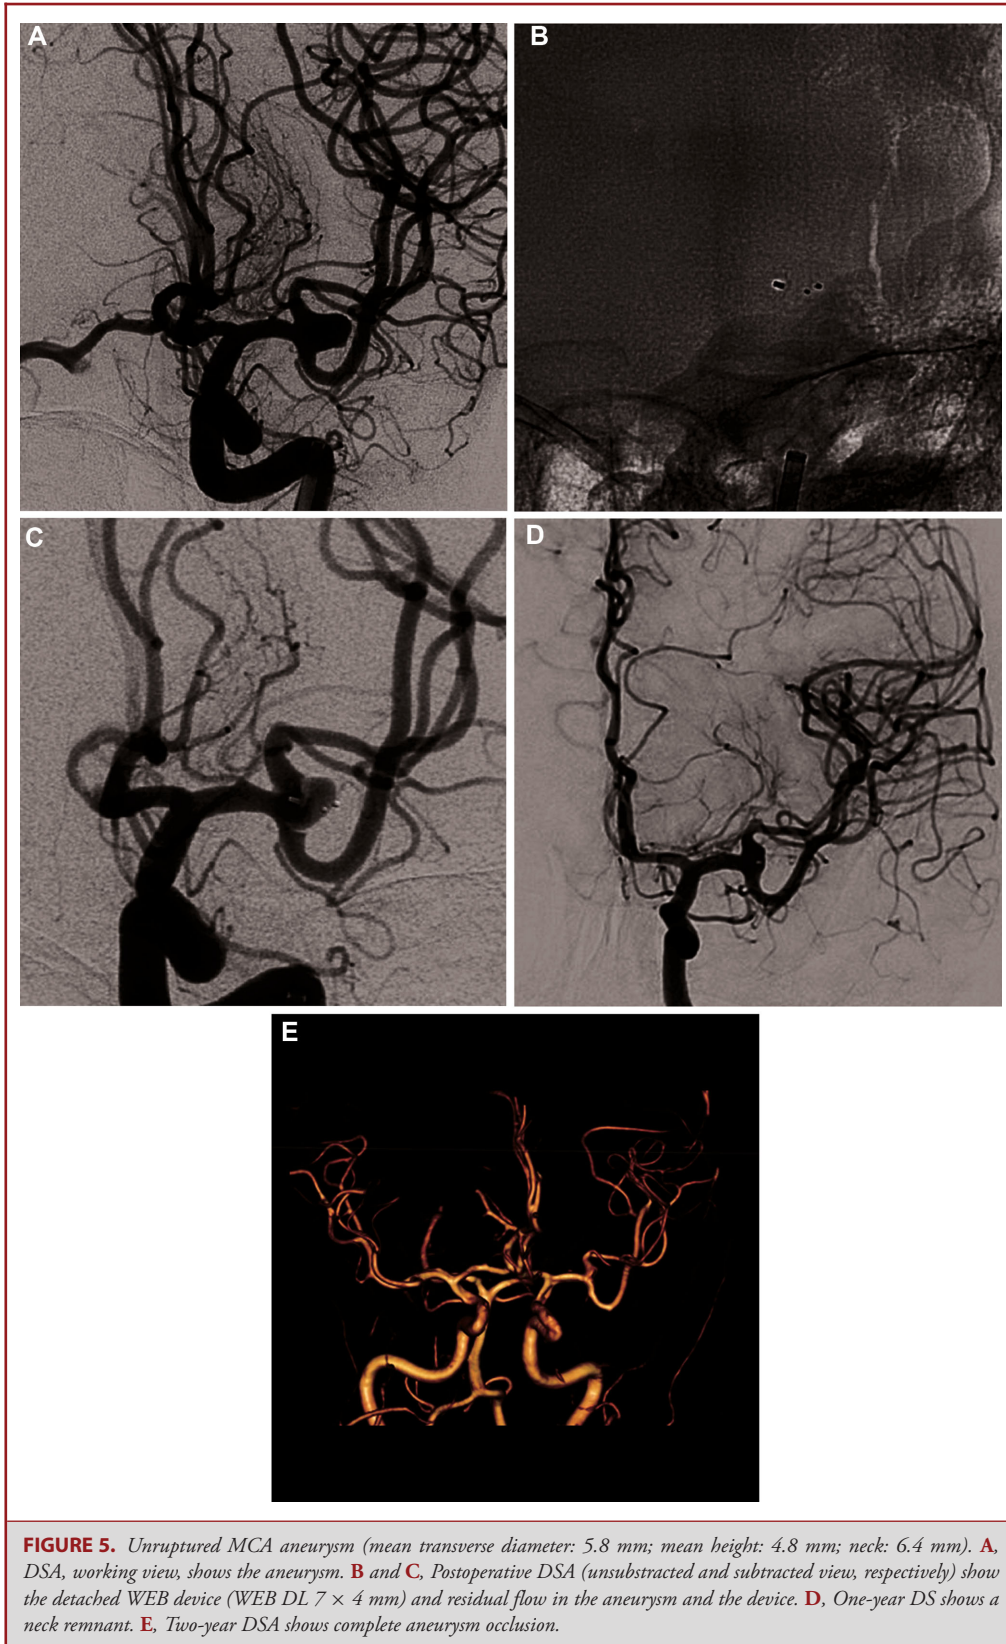 A
B
C
D
E
FIGURE 5. Unruptured MCA aneurysm (mean transverse diameter: 5.8 mm; mean height: 4.8 mm; neck: 6.4 mm). A,
DSA, working view, shows the aneurysm. B and C, Postoperative DSA (unsubstracted and subtracted view, respectively) show
the detached WEB device (WEB DL 7 × 4 mm) and residual flow in the aneurysm and the device. D, One-year DS shows a
neck remnant. E, Two-year DSA shows complete aneurysm occlusion.